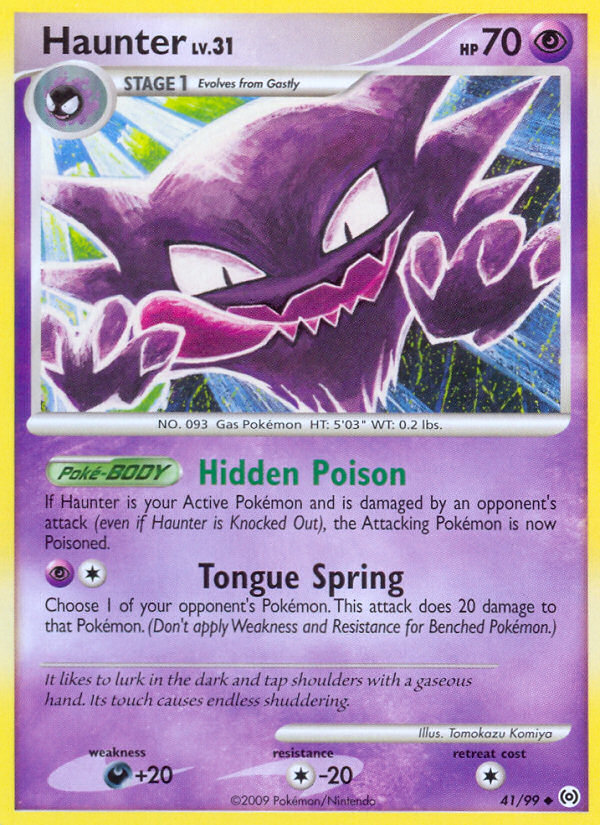 Haunter LV.31 HP 70
STAGE 1 Evolves from Gastly
NO. 093 Gas Pokémon HT: 5'03" WT: 0.2 lbs.
Poké-BODY Hidden Poison
If Haunter is your Active Pokémon and is damaged by an opponent's
attack (even if Haunter is Knocked Out), the Attacking Pokémon is now
Poisoned.
Tongue Spring
Choose 1 of your opponent's Pokémon. This attack does 20 damage to
that Pokémon. (Don't apply Weakness and Resistance for Benched Pokémon.)
It likes to lurk in the dark and tap shoulders with a gaseous
hand. Its touch causes endless shuddering.
Illus. Tomokazu Komiya
weakness resistance retreat cost
+20 -20
©2009 Pokémon/Nintendo 41/99